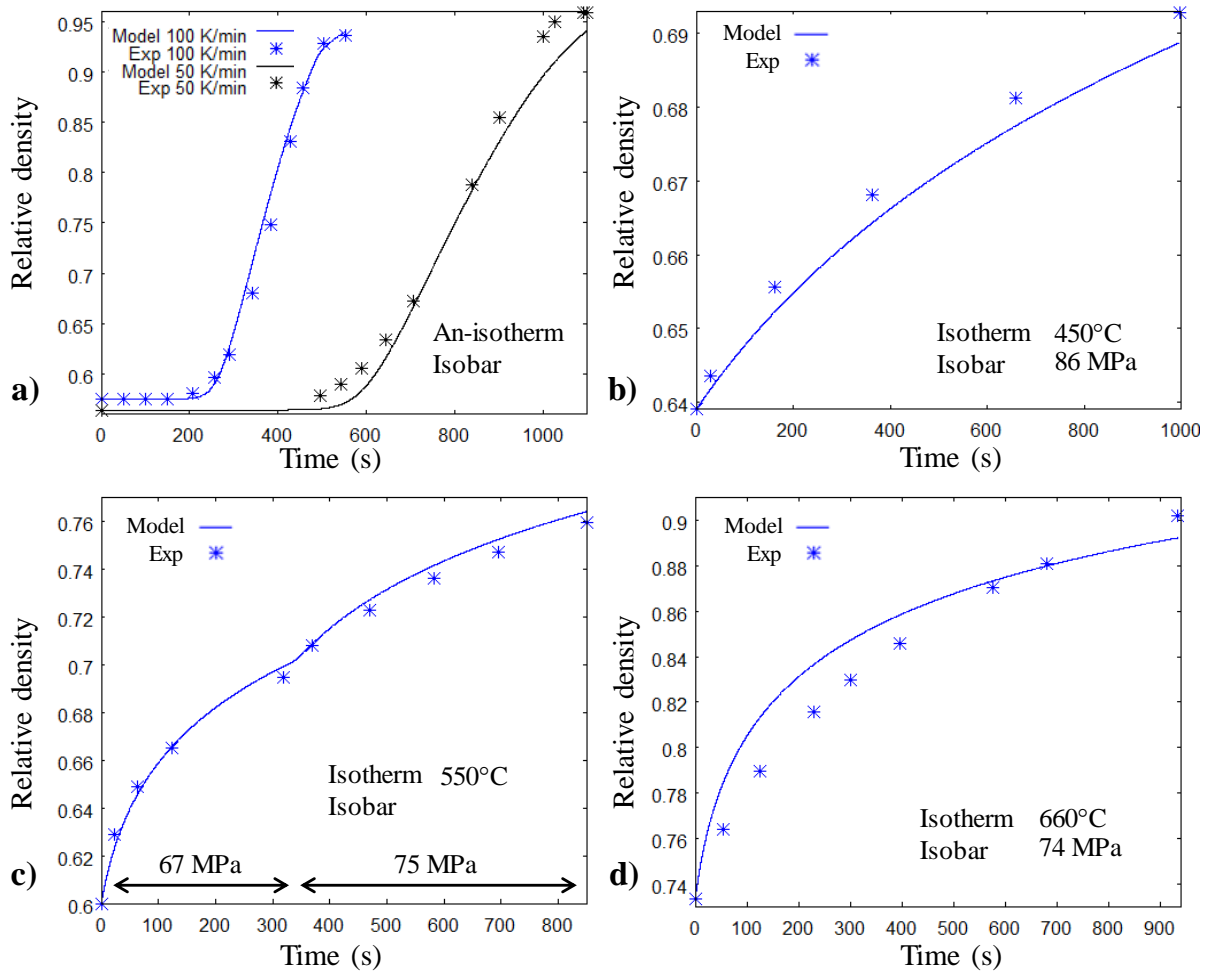 Model 100 K/min
Exp 100 K/min
Model 50 K/min
Exp 50 K/min
0.95
0.9
0.85
0.8
0.75
0.7
0.65
0.6
Relative density
An-isotherm
Isobar
a)
0 200 400 600 800 1000
Time (s)
Model
Exp
0.69
0.68
0.67
0.66
0.65
0.64
Relative density
Isotherm 450°C
Isobar 86 MPa
b)
0 200 400 600 800 1000
Time (s)
Model
Exp
0.76
0.74
0.72
0.7
0.68
0.66
0.64
0.62
0.6
Relative density
Isotherm 550°C
Isobar
67 MPa 75 MPa
c)
0 100 200 300 400 500 600 700 800
Time (s)
Model
Exp
0.9
0.88
0.86
0.84
0.82
0.8
0.78
0.76
0.74
Relative density
Isotherm 660°C
Isobar 74 MPa
d)
0 100 200 300 400 500 600 700 800 900
Time (s)